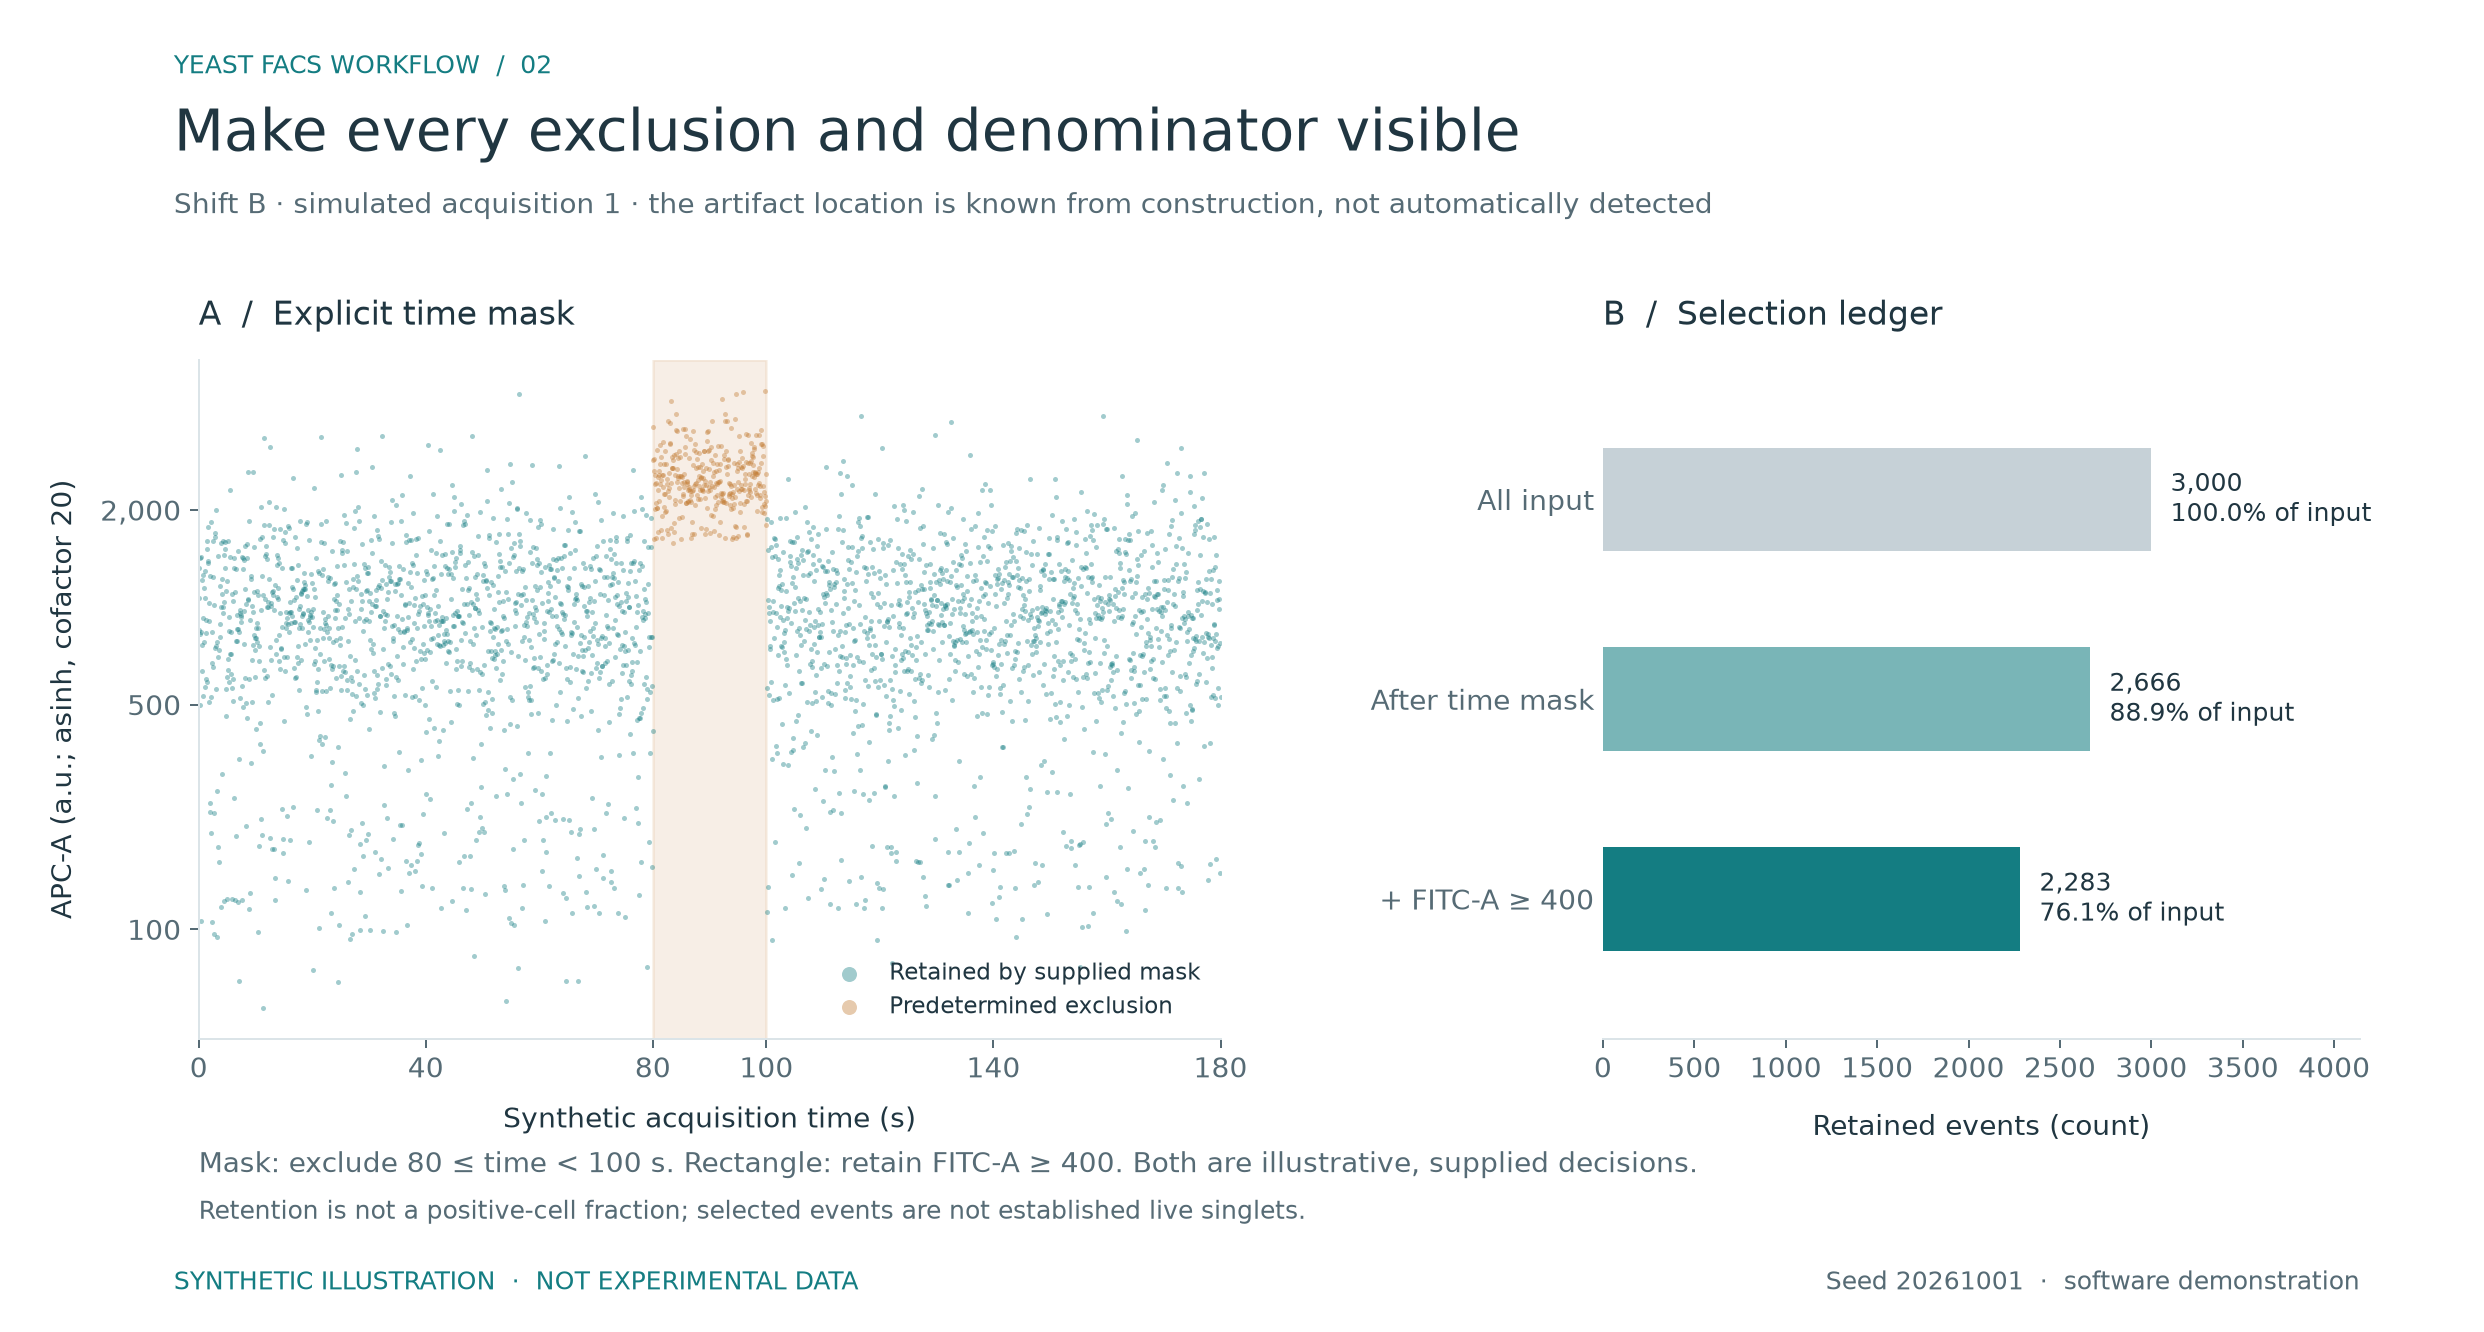 YEAST FACS WORKFLOW / 02
Make every exclusion and denominator visible
Shift B · simulated acquisition 1 · the artifact location is known from construction, not automatically detected
A / Explicit time mask
APC-A (a.u.; asinh, cofactor 20)
2,000
500
100
Retained by supplied mask
Predetermined exclusion
0 40 80 100 140 180
Synthetic acquisition time (s)
B / Selection ledger
All input
3,000
100.0% of input
After time mask
2,666
88.9% of input
+ FITC-A ≥ 400
2,283
76.1% of input
0 500 1000 1500 2000 2500 3000 3500 4000
Retained events (count)
Mask: exclude 80 ≤ time < 100 s. Rectangle: retain FITC-A ≥ 400. Both are illustrative, supplied decisions.
Retention is not a positive-cell fraction; selected events are not established live singlets.
SYNTHETIC ILLUSTRATION · NOT EXPERIMENTAL DATA
Seed 20261001 · software demonstration